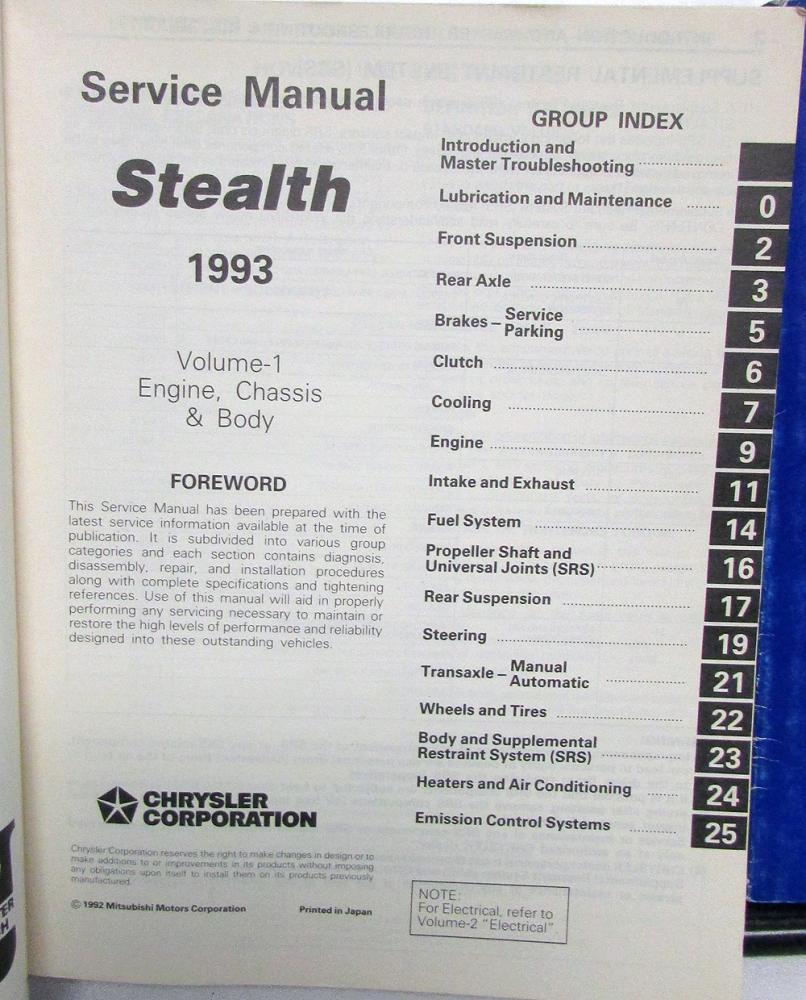 Service Manual
Stealth
1993
Volume-1
Engine, Chassis
& Body
FOREWORD
This Service Manual has been prepared with the
latest service information available at the time of
publication. It is subdivided into various group
categories and each section contains diagnosis,
disassembly, repair, and installation procedures
along with complete specifications and tightening
references. Use of this manual will aid in properly
performing any servicing necessary to maintain or
restore the high levels of performance and reliability
designed into these outstanding vehicles.
CHRYSLER
CORPORATION
Chrysler Corporation reserves the right to make changes in design or to
make additions to or improvements in its products without imposing
any obligations upon itself to install them on its products previously
manufactured.
© 1992 Mitsubishi Motors Corporation Printed in Japan
GROUP INDEX
Introduction and
Master Troubleshooting
Lubrication and Maintenance ....... 0
Front Suspension ....... 2
Rear Axle ....... 3
Brakes – Service
Parking ....... 5
Clutch ....... 6
Cooling ....... 7
Engine ....... 9
Intake and Exhaust ....... 11
Fuel System ....... 14
Propeller Shaft and
Universal Joints (SRS) ....... 16
Rear Suspension ....... 17
Steering ....... 19
Transaxle – Manual
Automatic ....... 21
Wheels and Tires ....... 22
Body and Supplemental
Restraint System (SRS) ....... 23
Heaters and Air Conditioning ....... 24
Emission Control Systems ....... 25
NOTE:
For Electrical, refer to
Volume-2 "Electrical".